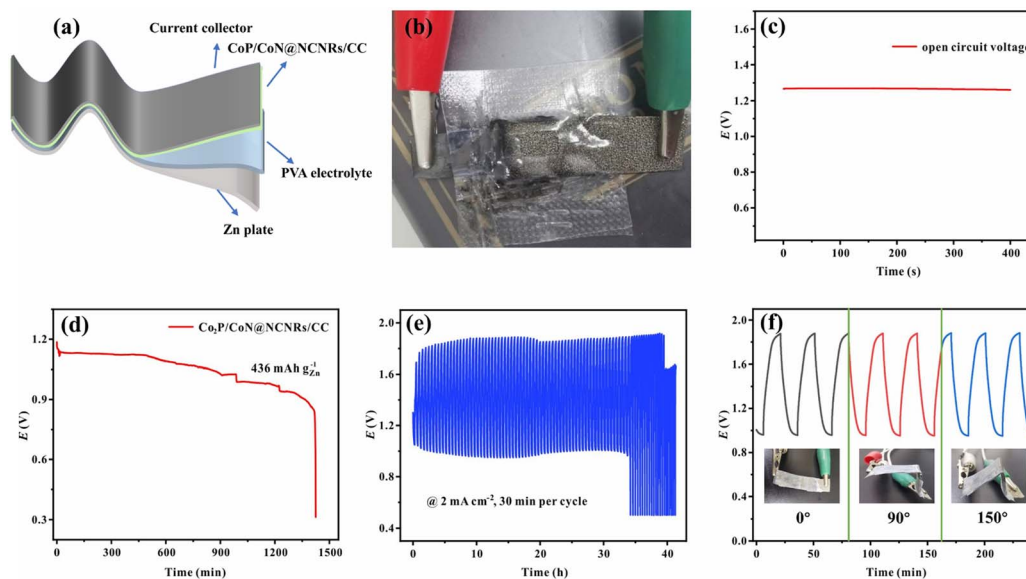 (a)
Current collector
CoP/CoN@NCNRs/CC
PVA electrolyte
Zn plate
(b)
(c)
open circuit voltage
E (V)
1.6
1.4
1.2
1.0
0.8
0.6
0
100
200
300
400
Time (s)
(d)
Co₂P/CoN@NCNRs/CC
436 mAh g⁻¹Zn
E (V)
1.2
0.9
0.6
0.3
0
300
600
900
1200
1500
Time (min)
(e)
@ 2 mA cm⁻², 30 min per cycle
E (V)
2.0
1.6
1.2
0.8
0.4
0
10
20
30
40
Time (h)
(f)
E (V)
2.0
1.6
1.2
0.8
0.4
0.0
0°
90°
150°
0
50
100
150
200
Time (min)